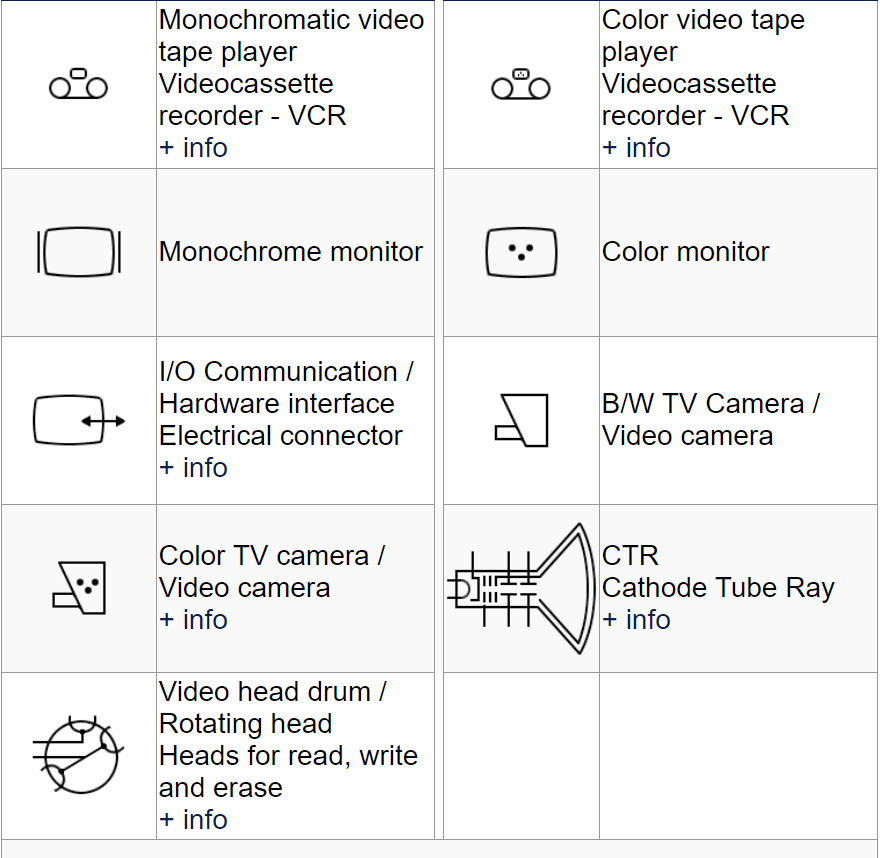 Monochromatic video
tape player
Videocassette
recorder - VCR
+ info
Color video tape
player
Videocassette
recorder - VCR
+ info
Monochrome monitor
Color monitor
I/O Communication /
Hardware interface
Electrical connector
+ info
B/W TV Camera /
Video camera
Color TV camera /
Video camera
+ info
CTR
Cathode Tube Ray
+ info
Video head drum /
Rotating head
Heads for read, write
and erase
+ info